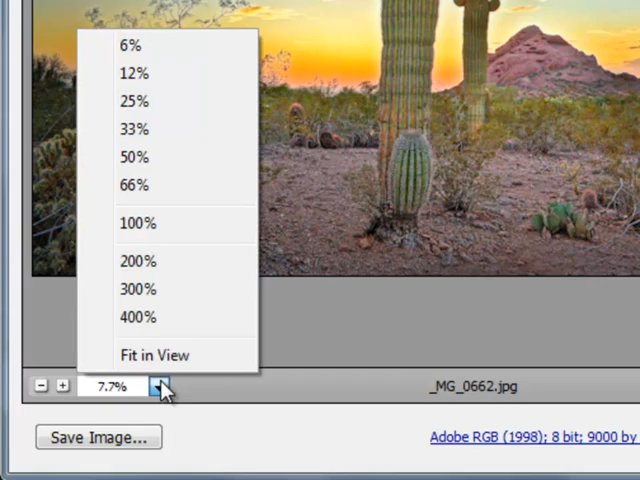 6%
12%
25%
33%
50%
66%
100%
200%
300%
400%
Fit in View
7.7%
_MG_0662.jpg
Save Image...
Adobe RGB (1998); 8 bit; 9000 by